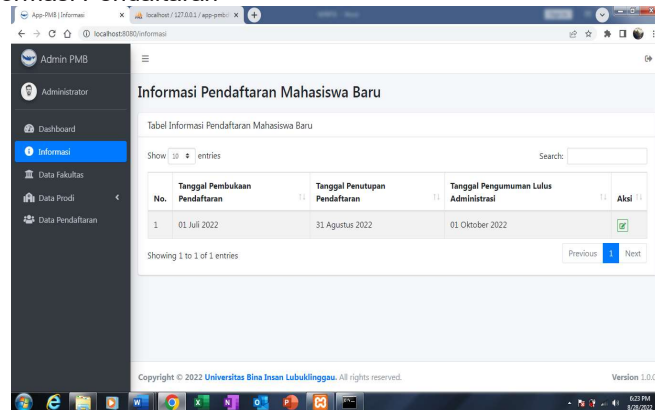 App-PMB | Informasi
localhost / 127.0.0.1 / app-pmb
localhost:8080/informasi
Admin PMB
Administrator
Dashboard
Informasi
Data Fakultas
Data Prodi
Data Pendaftaran
Informasi Pendaftaran Mahasiswa Baru
Tabel Informasi Pendaftaran Mahasiswa Baru
Show 10 entries
Search:
No. Tanggal Pembukaan Pendaftaran Tanggal Penutupan Pendaftaran Tanggal Pengumuman Lulus Administrasi Aksi
1 01 Juli 2022 31 Agustus 2022 01 Oktober 2022
Showing 1 to 1 of 1 entries
Previous 1 Next
Copyright © 2022 Universitas Bina Insan Lubuklinggau. All rights reserved.
Version 1.0.0
6:23 PM
8/28/2022